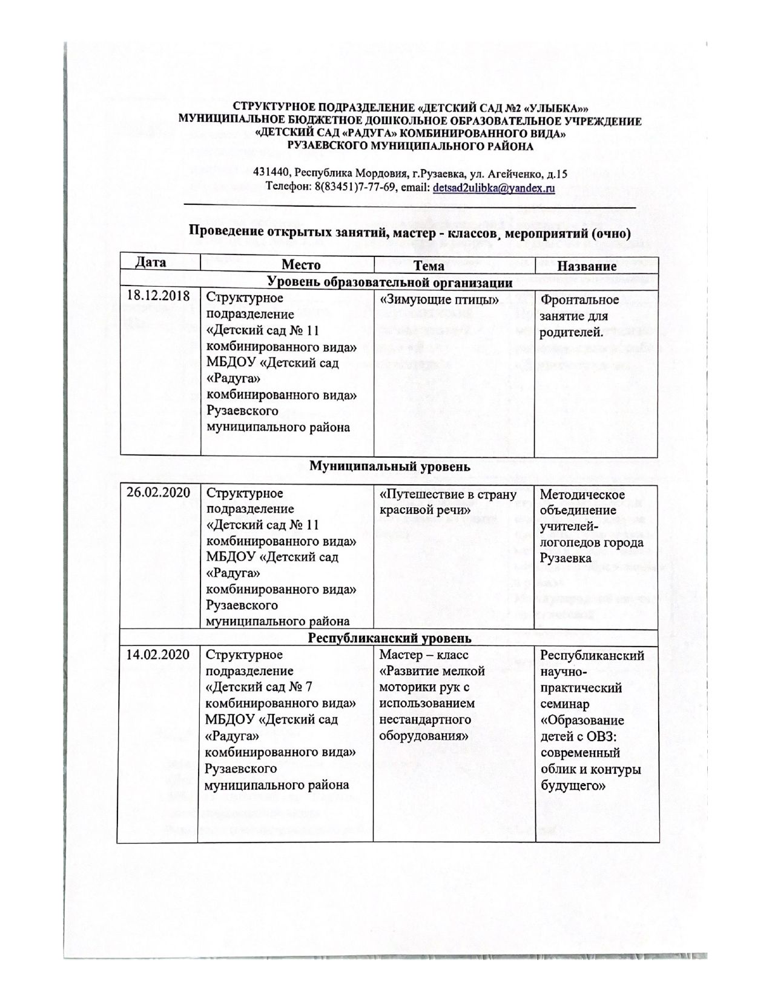 СТРУКТУРНОЕ ПОДРАЗДЕЛЕНИЕ «ДЕТСКИЙ САД №2 «УЛЫБКА»»
МУНИЦИПАЛЬНОЕ БЮДЖЕТНОЕ ДОШКОЛЬНОЕ ОБРАЗОВАТЕЛЬНОЕ УЧРЕЖДЕНИЕ
«ДЕТСКИЙ САД «РАДУГА» КОМБИНИРОВАННОГО ВИДА»
РУЗАЕВСКОГО МУНИЦИПАЛЬНОГО РАЙОНА
431440, Республика Мордовия, г.Рузаевка, ул. Агейченко, д.15
Телефон: 8(83451)7-77-69, email: detsad2ulibka@yandex.ru
Проведение открытых занятий, мастер - классов, мероприятий (очно)
Дата Место Тема Название
Уровень образовательной организации
18.12.2018
Структурное
подразделение
«Детский сад № 11
комбинированного вида»
МБДОУ «Детский сад
«Радуга»
комбинированного вида»
Рузаевского
муниципального района
«Зимующие птицы»
Фронтальное
занятие для
родителей.
Муниципальный уровень
26.02.2020
Структурное
подразделение
«Детский сад № 11
комбинированного вида»
МБДОУ «Детский сад
«Радуга»
комбинированного вида»
Рузаевского
муниципального района
«Путешествие в страну
красивой речи»
Методическое
объединение
учителей-
логопедов города
Рузаевка
Республиканский уровень
14.02.2020
Структурное
подразделение
«Детский сад № 7
комбинированного вида»
МБДОУ «Детский сад
«Радуга»
комбинированного вида»
Рузаевского
муниципального района
Мастер – класс
«Развитие мелкой
моторики рук с
использованием
нестандартного
оборудования»
Республиканский
научно-
практический
семинар
«Образование
детей с ОВЗ:
современный
облик и контуры
будущего»